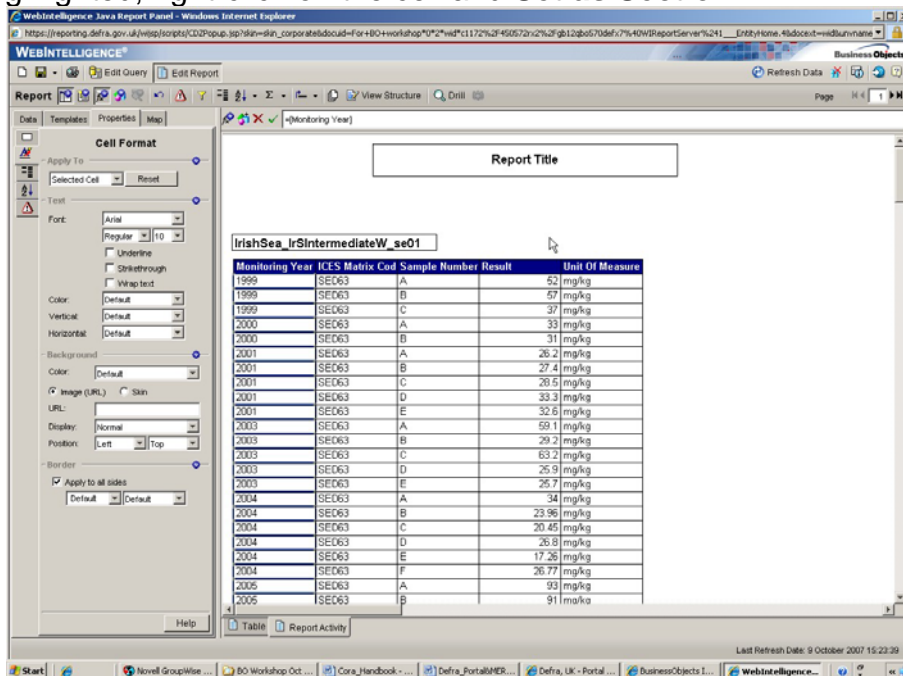 WebIntelligence Java Report Panel - Windows Internet Explorer
WEBINTELLIGENCE®
Business Objects
Edit Query Edit Report
Refresh Data
Report View Structure Drill
Page 1
Data Templates Properties Map
=[Monitoring Year]
Cell Format
Apply To
Selected Cell Reset
Text
Font: Arial
Regular 10
Underline
Strikethrough
Wrap text
Color: Default
Vertical: Default
Horizontal: Default
Background
Color: Default
Image (URL) Skin
URL:
Display: Normal
Position: Left Top
Border
Apply to all sides
Default Default
Help
Report Title
IrishSea_IrSIntermediateW_se01
Monitoring Year ICES Matrix Cod Sample Number Result Unit Of Measure
1999 SED63 A 52 mg/kg
1999 SED63 B 57 mg/kg
1999 SED63 C 37 mg/kg
2000 SED63 A 33 mg/kg
2000 SED63 B 31 mg/kg
2001 SED63 A 26.2 mg/kg
2001 SED63 B 27.4 mg/kg
2001 SED63 C 28.5 mg/kg
2001 SED63 D 33.3 mg/kg
2001 SED63 E 32.6 mg/kg
2003 SED63 A 59.1 mg/kg
2003 SED63 B 29.2 mg/kg
2003 SED63 C 63.2 mg/kg
2003 SED63 D 25.9 mg/kg
2003 SED63 E 25.7 mg/kg
2004 SED63 A 34 mg/kg
2004 SED63 B 23.96 mg/kg
2004 SED63 C 20.45 mg/kg
2004 SED63 D 26.8 mg/kg
2004 SED63 E 17.26 mg/kg
2004 SED63 F 26.77 mg/kg
2005 SED63 A 93 mg/kg
2005 SED63 B 91 mg/kg
Table Report Activity
Last Refresh Date: 9 October 2007 15:23:39
Start Novell GroupWise ... BO Workshop Oct ... Cora_Handbook - ... Defra_Portal&MER... Defra, UK - Portal ... BusinessObjects I... WebIntelligence...